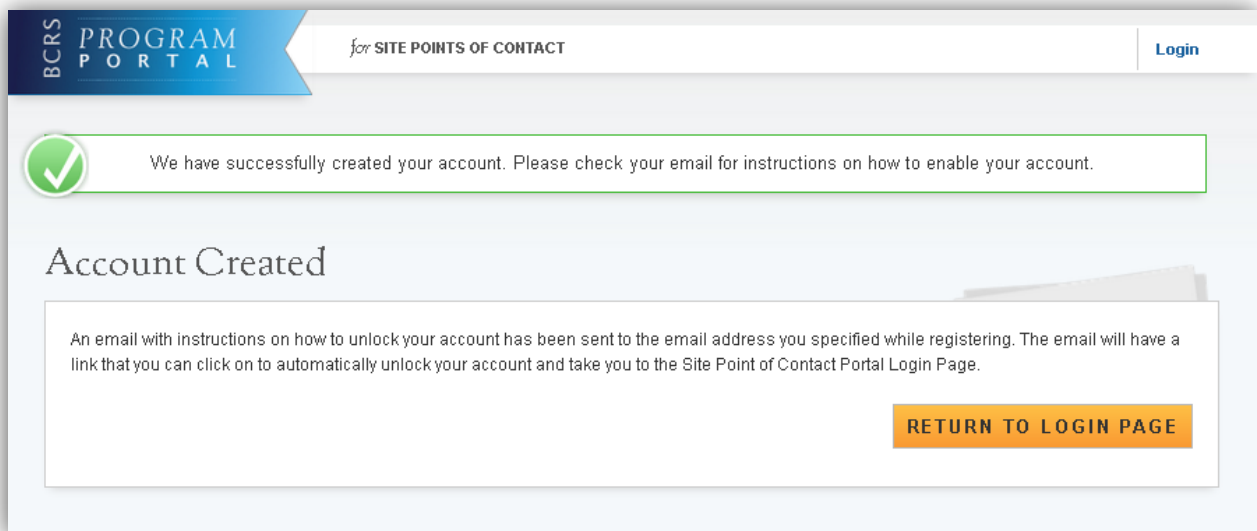 BCRS PROGRAM PORTAL
for SITE POINTS OF CONTACT
Login
We have successfully created your account. Please check your email for instructions on how to enable your account.
Account Created
An email with instructions on how to unlock your account has been sent to the email address you specified while registering. The email will have a
link that you can click on to automatically unlock your account and take you to the Site Point of Contact Portal Login Page.
RETURN TO LOGIN PAGE